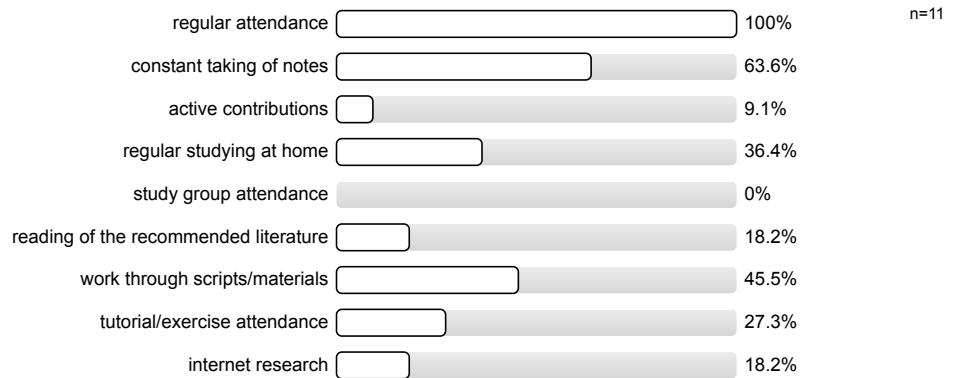 n=11
regular attendance 100%
constant taking of notes 63.6%
active contributions 9.1%
regular studying at home 36.4%
study group attendance 0%
reading of the recommended literature 18.2%
work through scripts/materials 45.5%
tutorial/exercise attendance 27.3%
internet research 18.2%